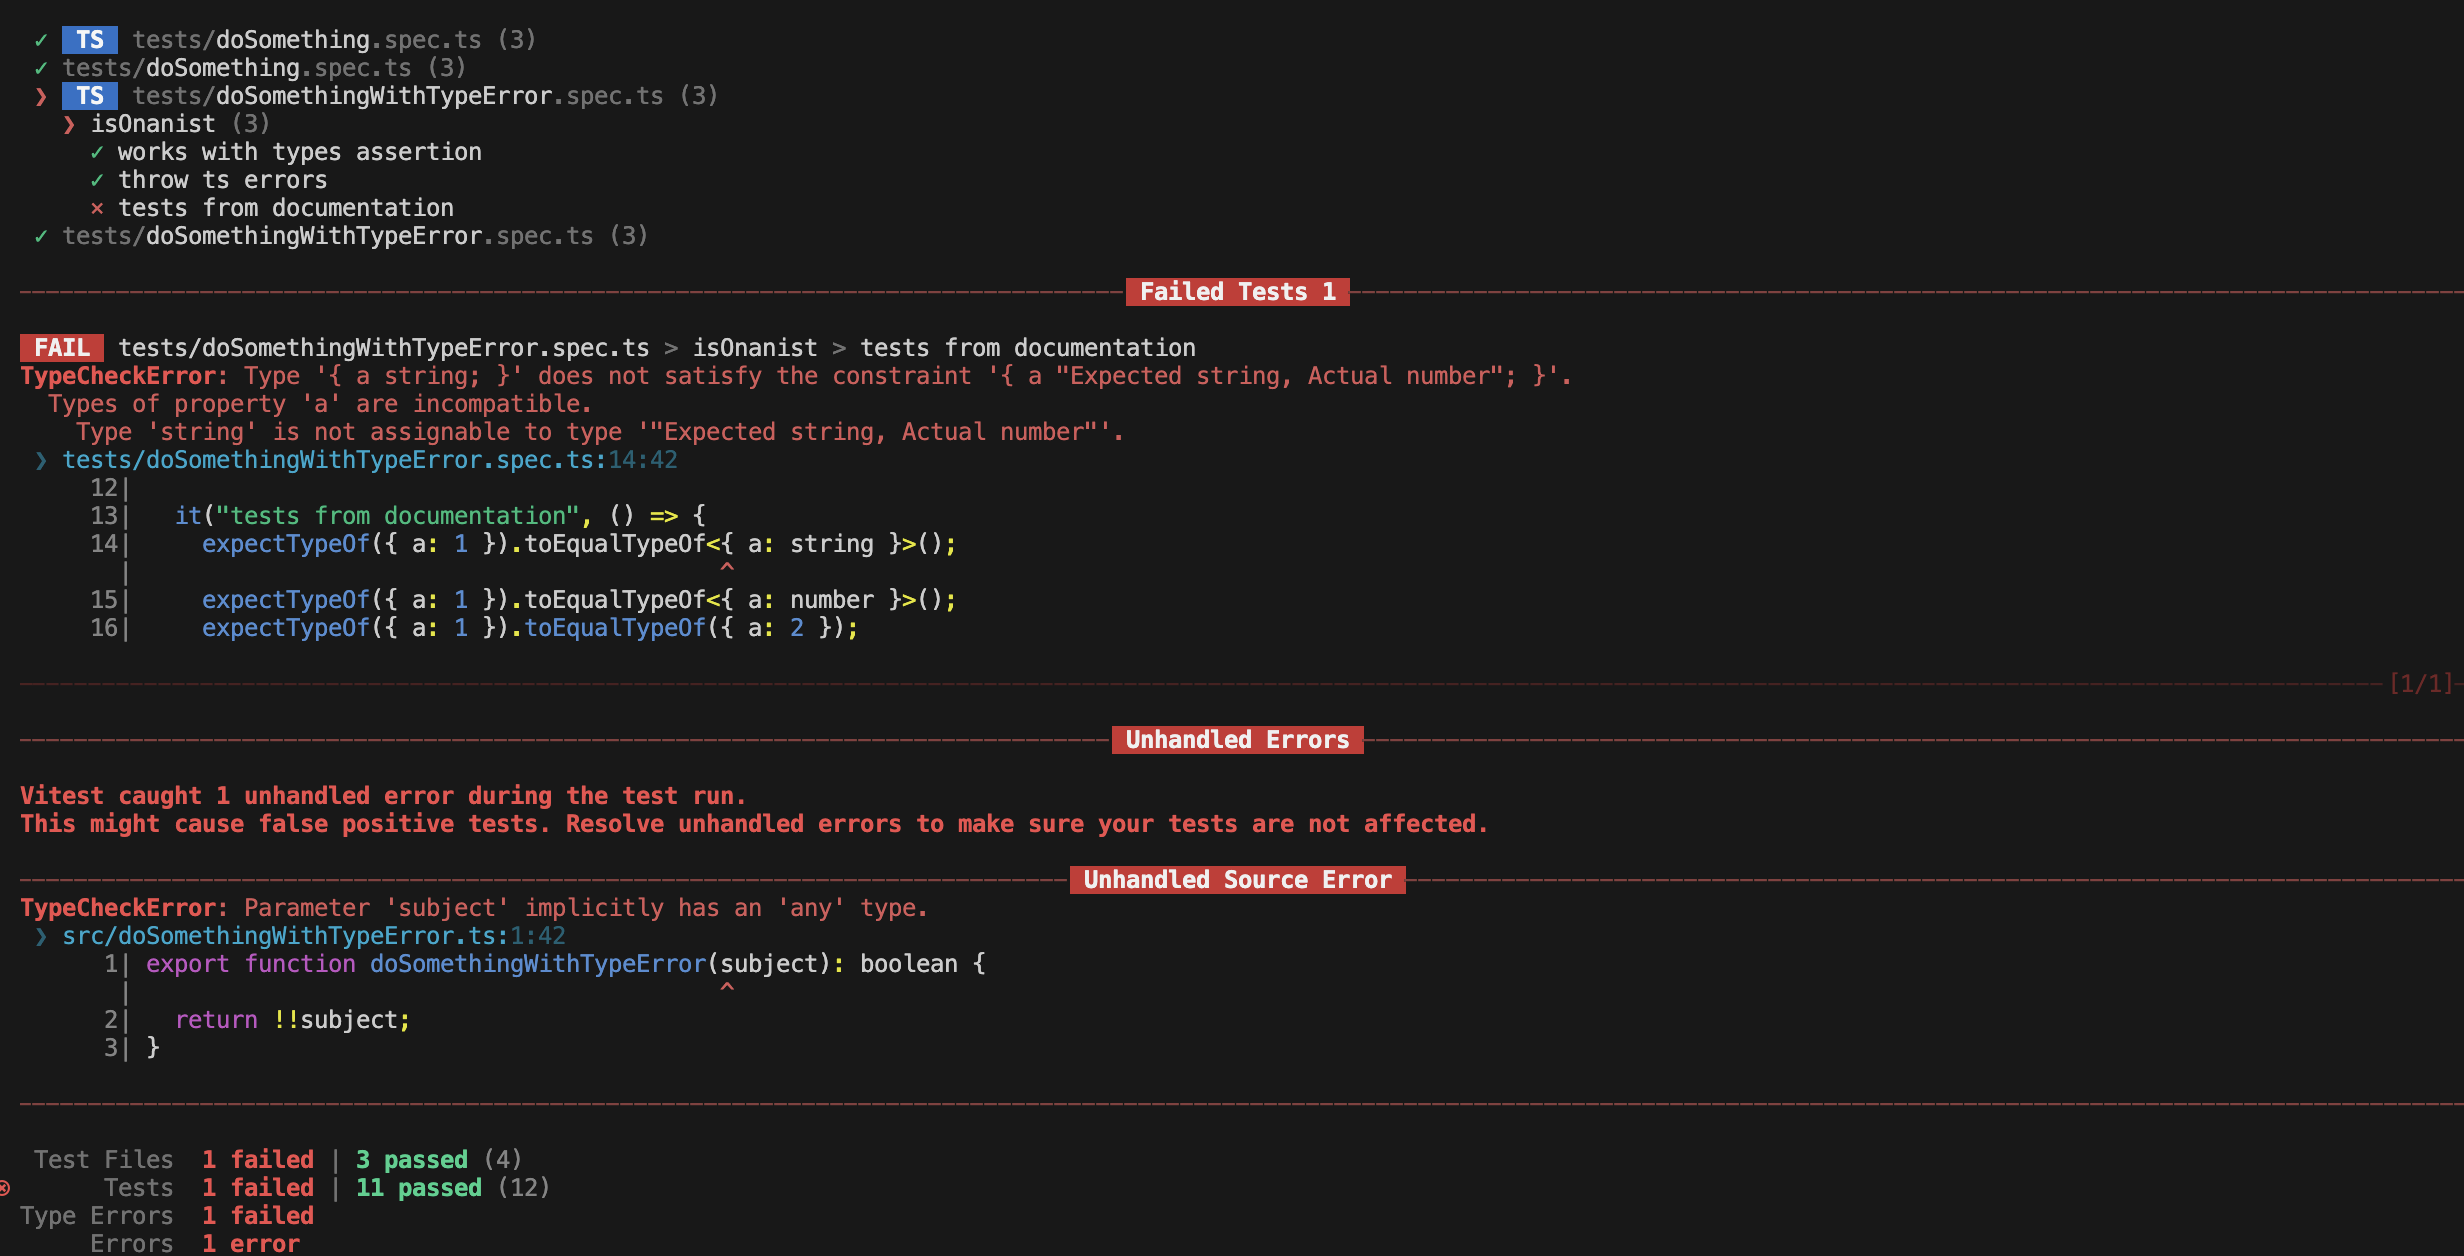 ✓ TS tests/doSomething.spec.ts (3)
✓ tests/doSomething.spec.ts (3)
❯ TS tests/doSomethingWithTypeError.spec.ts (3)
❯ isOnanist (3)
✓ works with types assertion
✓ throw ts errors
× tests from documentation
✓ tests/doSomethingWithTypeError.spec.ts (3)
Failed Tests 1
FAIL tests/doSomethingWithTypeError.spec.ts > isOnanist > tests from documentation
TypeCheckError: Type '{ a string; }' does not satisfy the constraint '{ a "Expected string, Actual number"; }'.
Types of property 'a' are incompatible.
Type 'string' is not assignable to type '"Expected string, Actual number"'.
❯ tests/doSomethingWithTypeError.spec.ts:14:42
12|
13| it("tests from documentation", () => {
14| expectTypeOf({ a: 1 }).toEqualTypeOf<{ a: string }>();
| ^
15| expectTypeOf({ a: 1 }).toEqualTypeOf<{ a: number }>();
16| expectTypeOf({ a: 1 }).toEqualTypeOf({ a: 2 });
[1/1]
Unhandled Errors
Vitest caught 1 unhandled error during the test run.
This might cause false positive tests. Resolve unhandled errors to make sure your tests are not affected.
Unhandled Source Error
TypeCheckError: Parameter 'subject' implicitly has an 'any' type.
❯ src/doSomethingWithTypeError.ts:1:42
1| export function doSomethingWithTypeError(subject): boolean {
| ^
2| return !!subject;
3| }
Test Files 1 failed | 3 passed (4)
Tests 1 failed | 11 passed (12)
Type Errors 1 failed
Errors 1 error